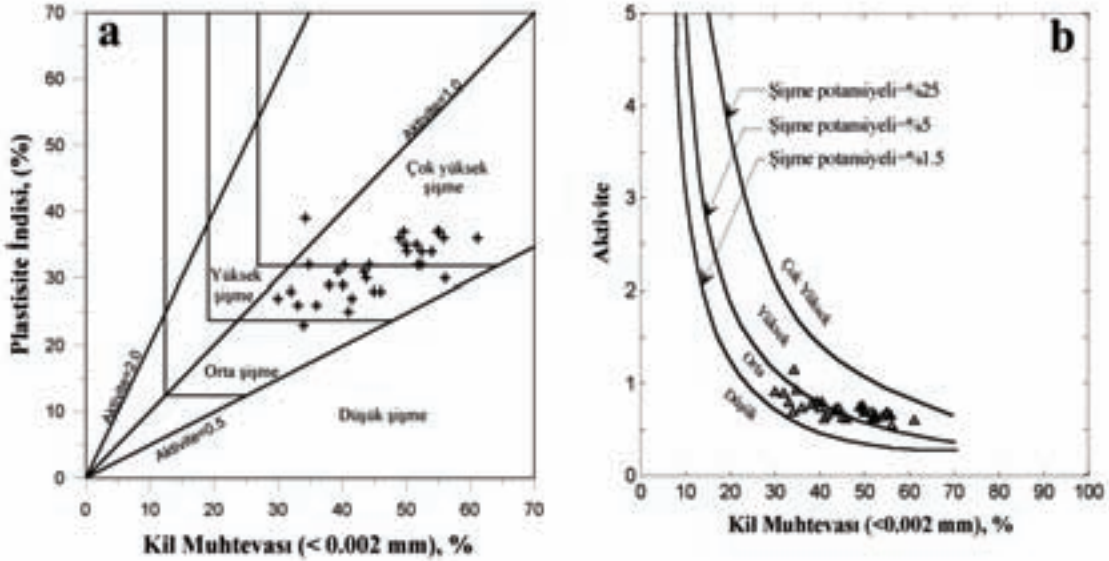 a
Plastisite İndisi, (%)
70
60
50
40
30
20
10
0
Aktivite=2.0
Aktivite=1.0
Aktivite=0.5
Çok yüksek
şişme
Yüksek
şişme
Orta şişme
Düşük şişme
0 10 20 30 40 50 60 70
Kil Muhtevası (< 0.002 mm), %
b
Aktivite
5
4
3
2
1
0
Şişme potansiyeli=%25
Şişme potansiyeli=%5
Şişme potansiyeli=%1.5
Çok Yüksek
Yüksek
Orta
Düşük
0 10 20 30 40 50 60 70 80 90 100
Kil Muhtevası (<0,002 mm), %